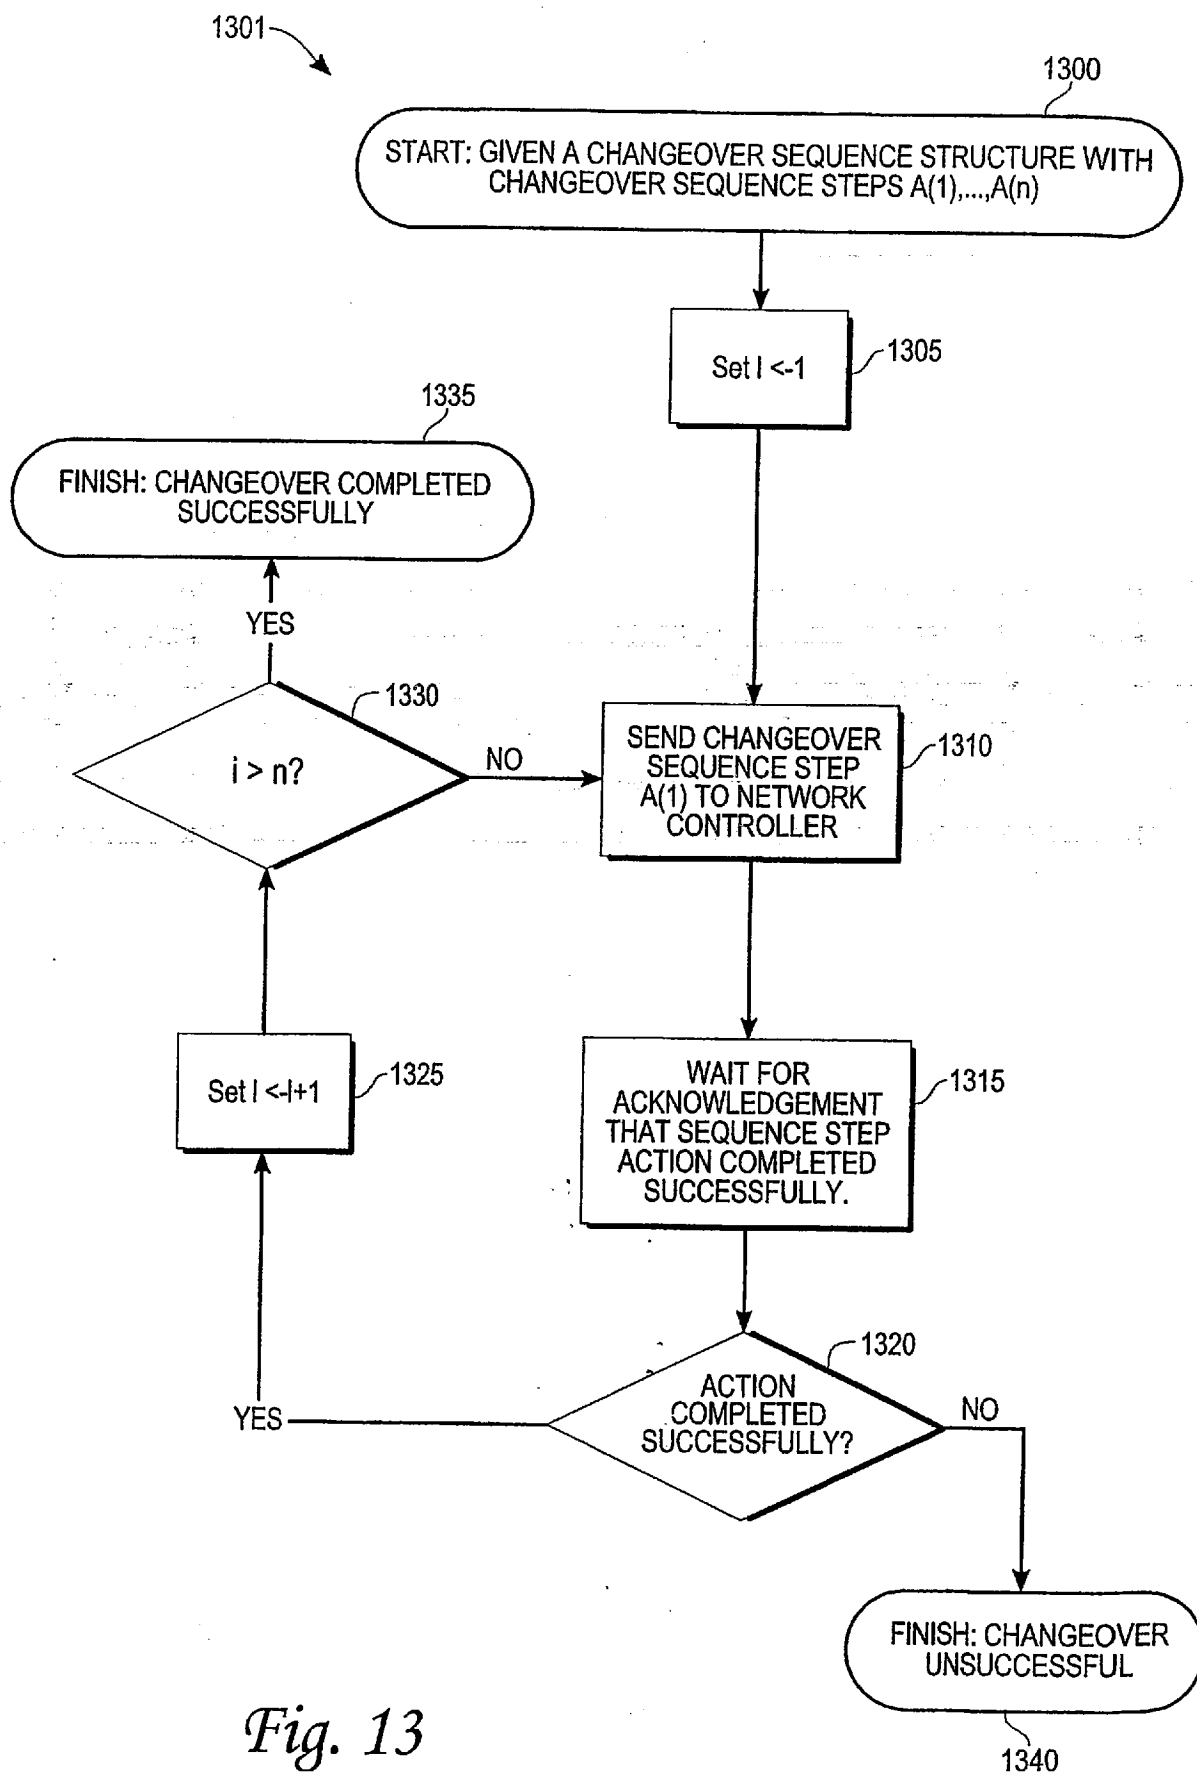 1301
1300
START: GIVEN A CHANGEOVER SEQUENCE STRUCTURE WITH
CHANGEOVER SEQUENCE STEPS A(1),...,A(n)
Set I <-1
1305
1335
FINISH: CHANGEOVER COMPLETED
SUCCESSFULLY
YES
1330
i > n?
NO
SEND CHANGEOVER
SEQUENCE STEP
A(1) TO NETWORK
CONTROLLER
1310
Set I <-I+1
1325
WAIT FOR
ACKNOWLEDGEMENT
THAT SEQUENCE STEP
ACTION COMPLETED
SUCCESSFULLY.
1315
1320
ACTION
COMPLETED
SUCCESSFULLY?
YES
NO
FINISH: CHANGEOVER
UNSUCCESSFUL
1340
Fig. 13